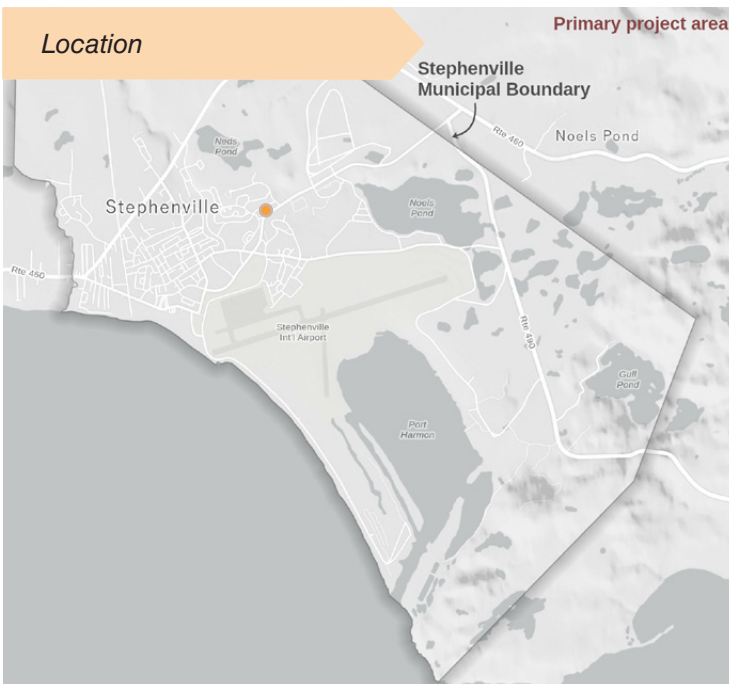 Primary project area
Location
Stephenville
Municipal Boundary
Rte 460
Noels Pond
Neds
Pond
Stephenville
Noels
Pond
Rte 460
Stephenville
Int'l Airport
Rte 490
Gull
Pond
Port
Harmon